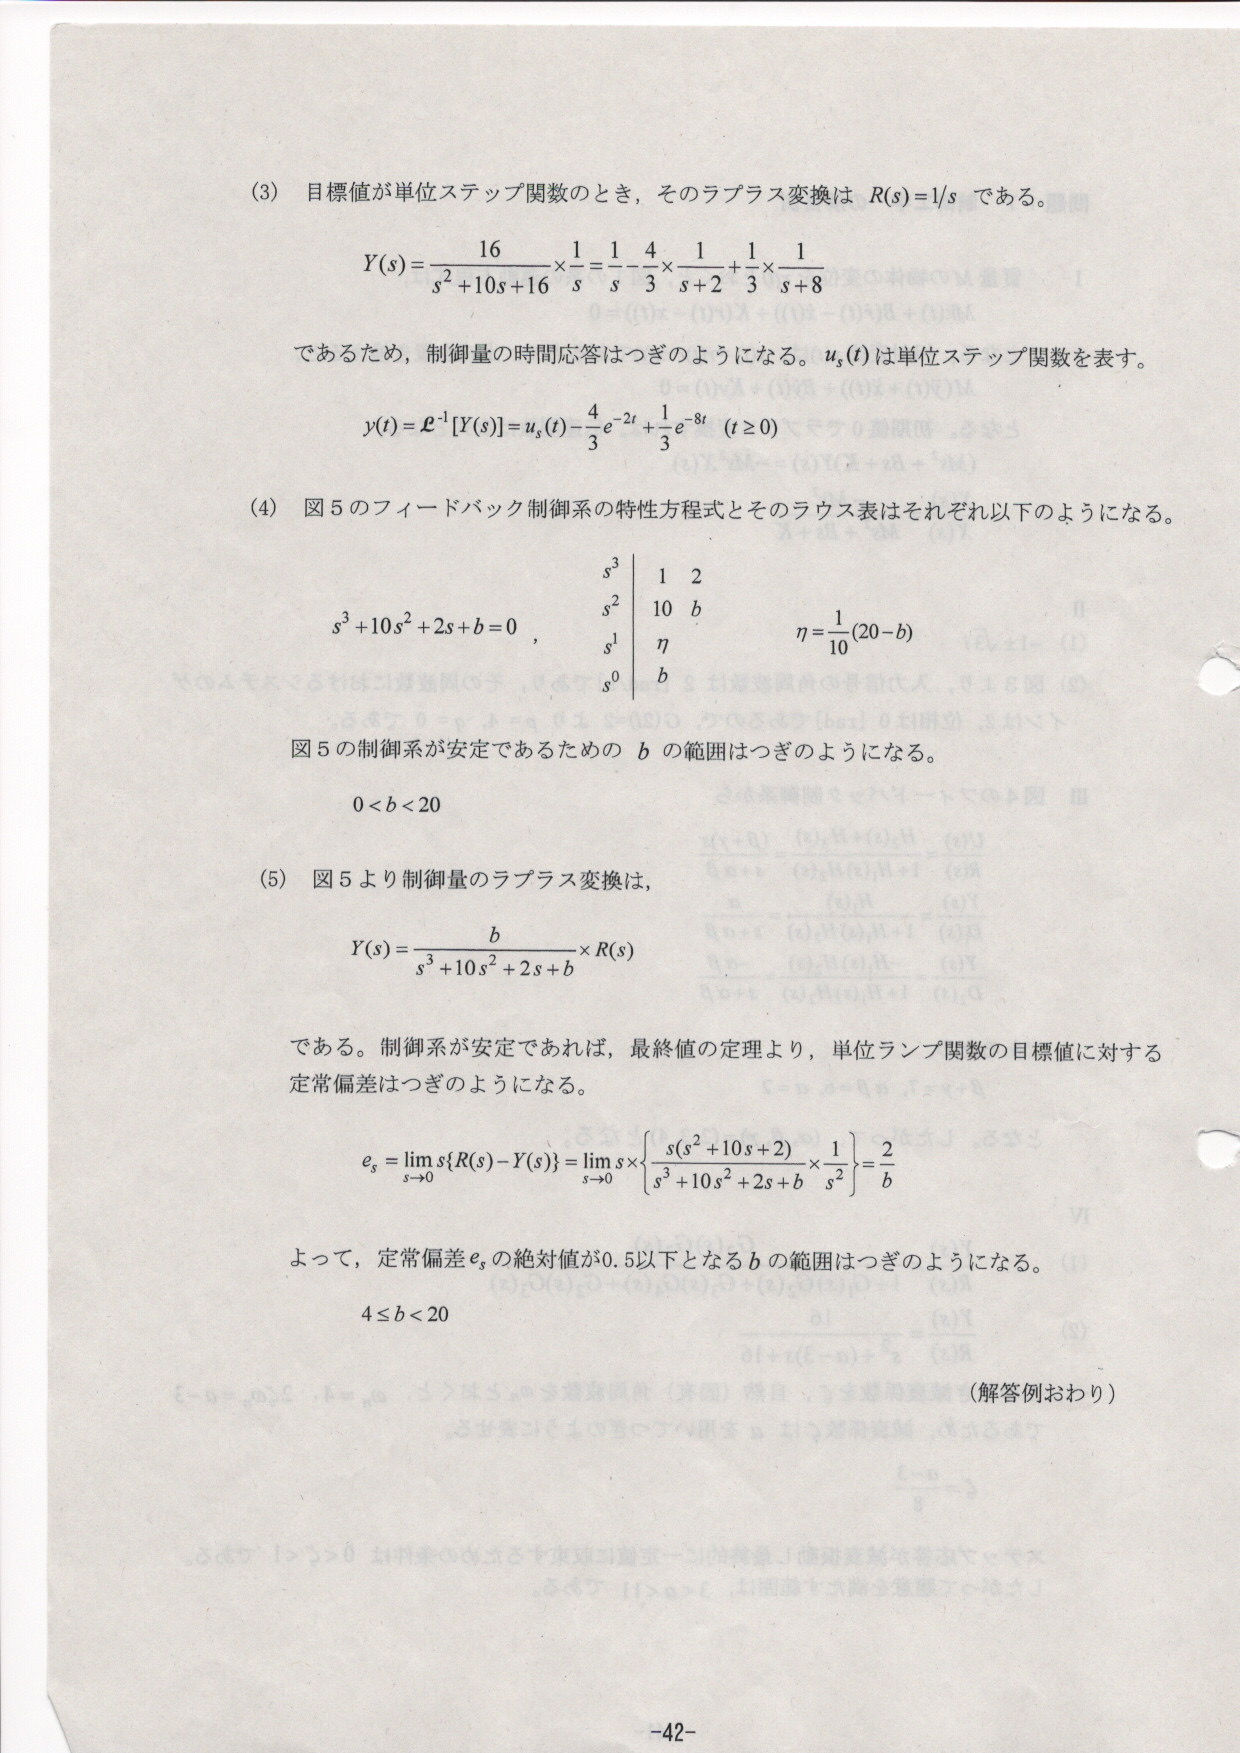 (3) 目標値が単位ステップ関数のとき，そのラプラス変換は R(s)=1/s である。
Y(s)=\frac{16}{s^2+10s+16}×\frac{1}{s}=\frac{1}{s}-\frac{4}{3}×\frac{1}{s+2}+\frac{1}{3}×\frac{1}{s+8}
であるため，制御量の時間応答はつぎのようになる。u_s(t)は単位ステップ関数を表す。
y(t)=ℒ^{-1}[Y(s)]=u_s(t)-\frac{4}{3}e^{-2t}+\frac{1}{3}e^{-8t} (t≥0)
(4) 図５のフィードバック制御系の特性方程式とそのラウス表はそれぞれ以下のようになる。
s^3+10s^2+2s+b=0 ,
s^3 | 1 2
s^2 | 10 b
s^1 | η
s^0 | b
η=\frac{1}{10}(20-b)
図５の制御系が安定であるための b の範囲はつぎのようになる。
0<b<20
(5) 図５より制御量のラプラス変換は，
Y(s)=\frac{b}{s^3+10s^2+2s+b}×R(s)
である。制御系が安定であれば，最終値の定理より，単位ランプ関数の目標値に対する
定常偏差はつぎのようになる。
e_s=\lim_{s→0}s{R(s)-Y(s)}=\lim_{s→0}s×{\frac{s(s^2+10s+2)}{s^3+10s^2+2s+b}×\frac{1}{s^2}}=\frac{2}{b}
よって，定常偏差e_sの絶対値が0.5以下となるbの範囲はつぎのようになる。
4≤b<20
（解答例おわり）
-42-